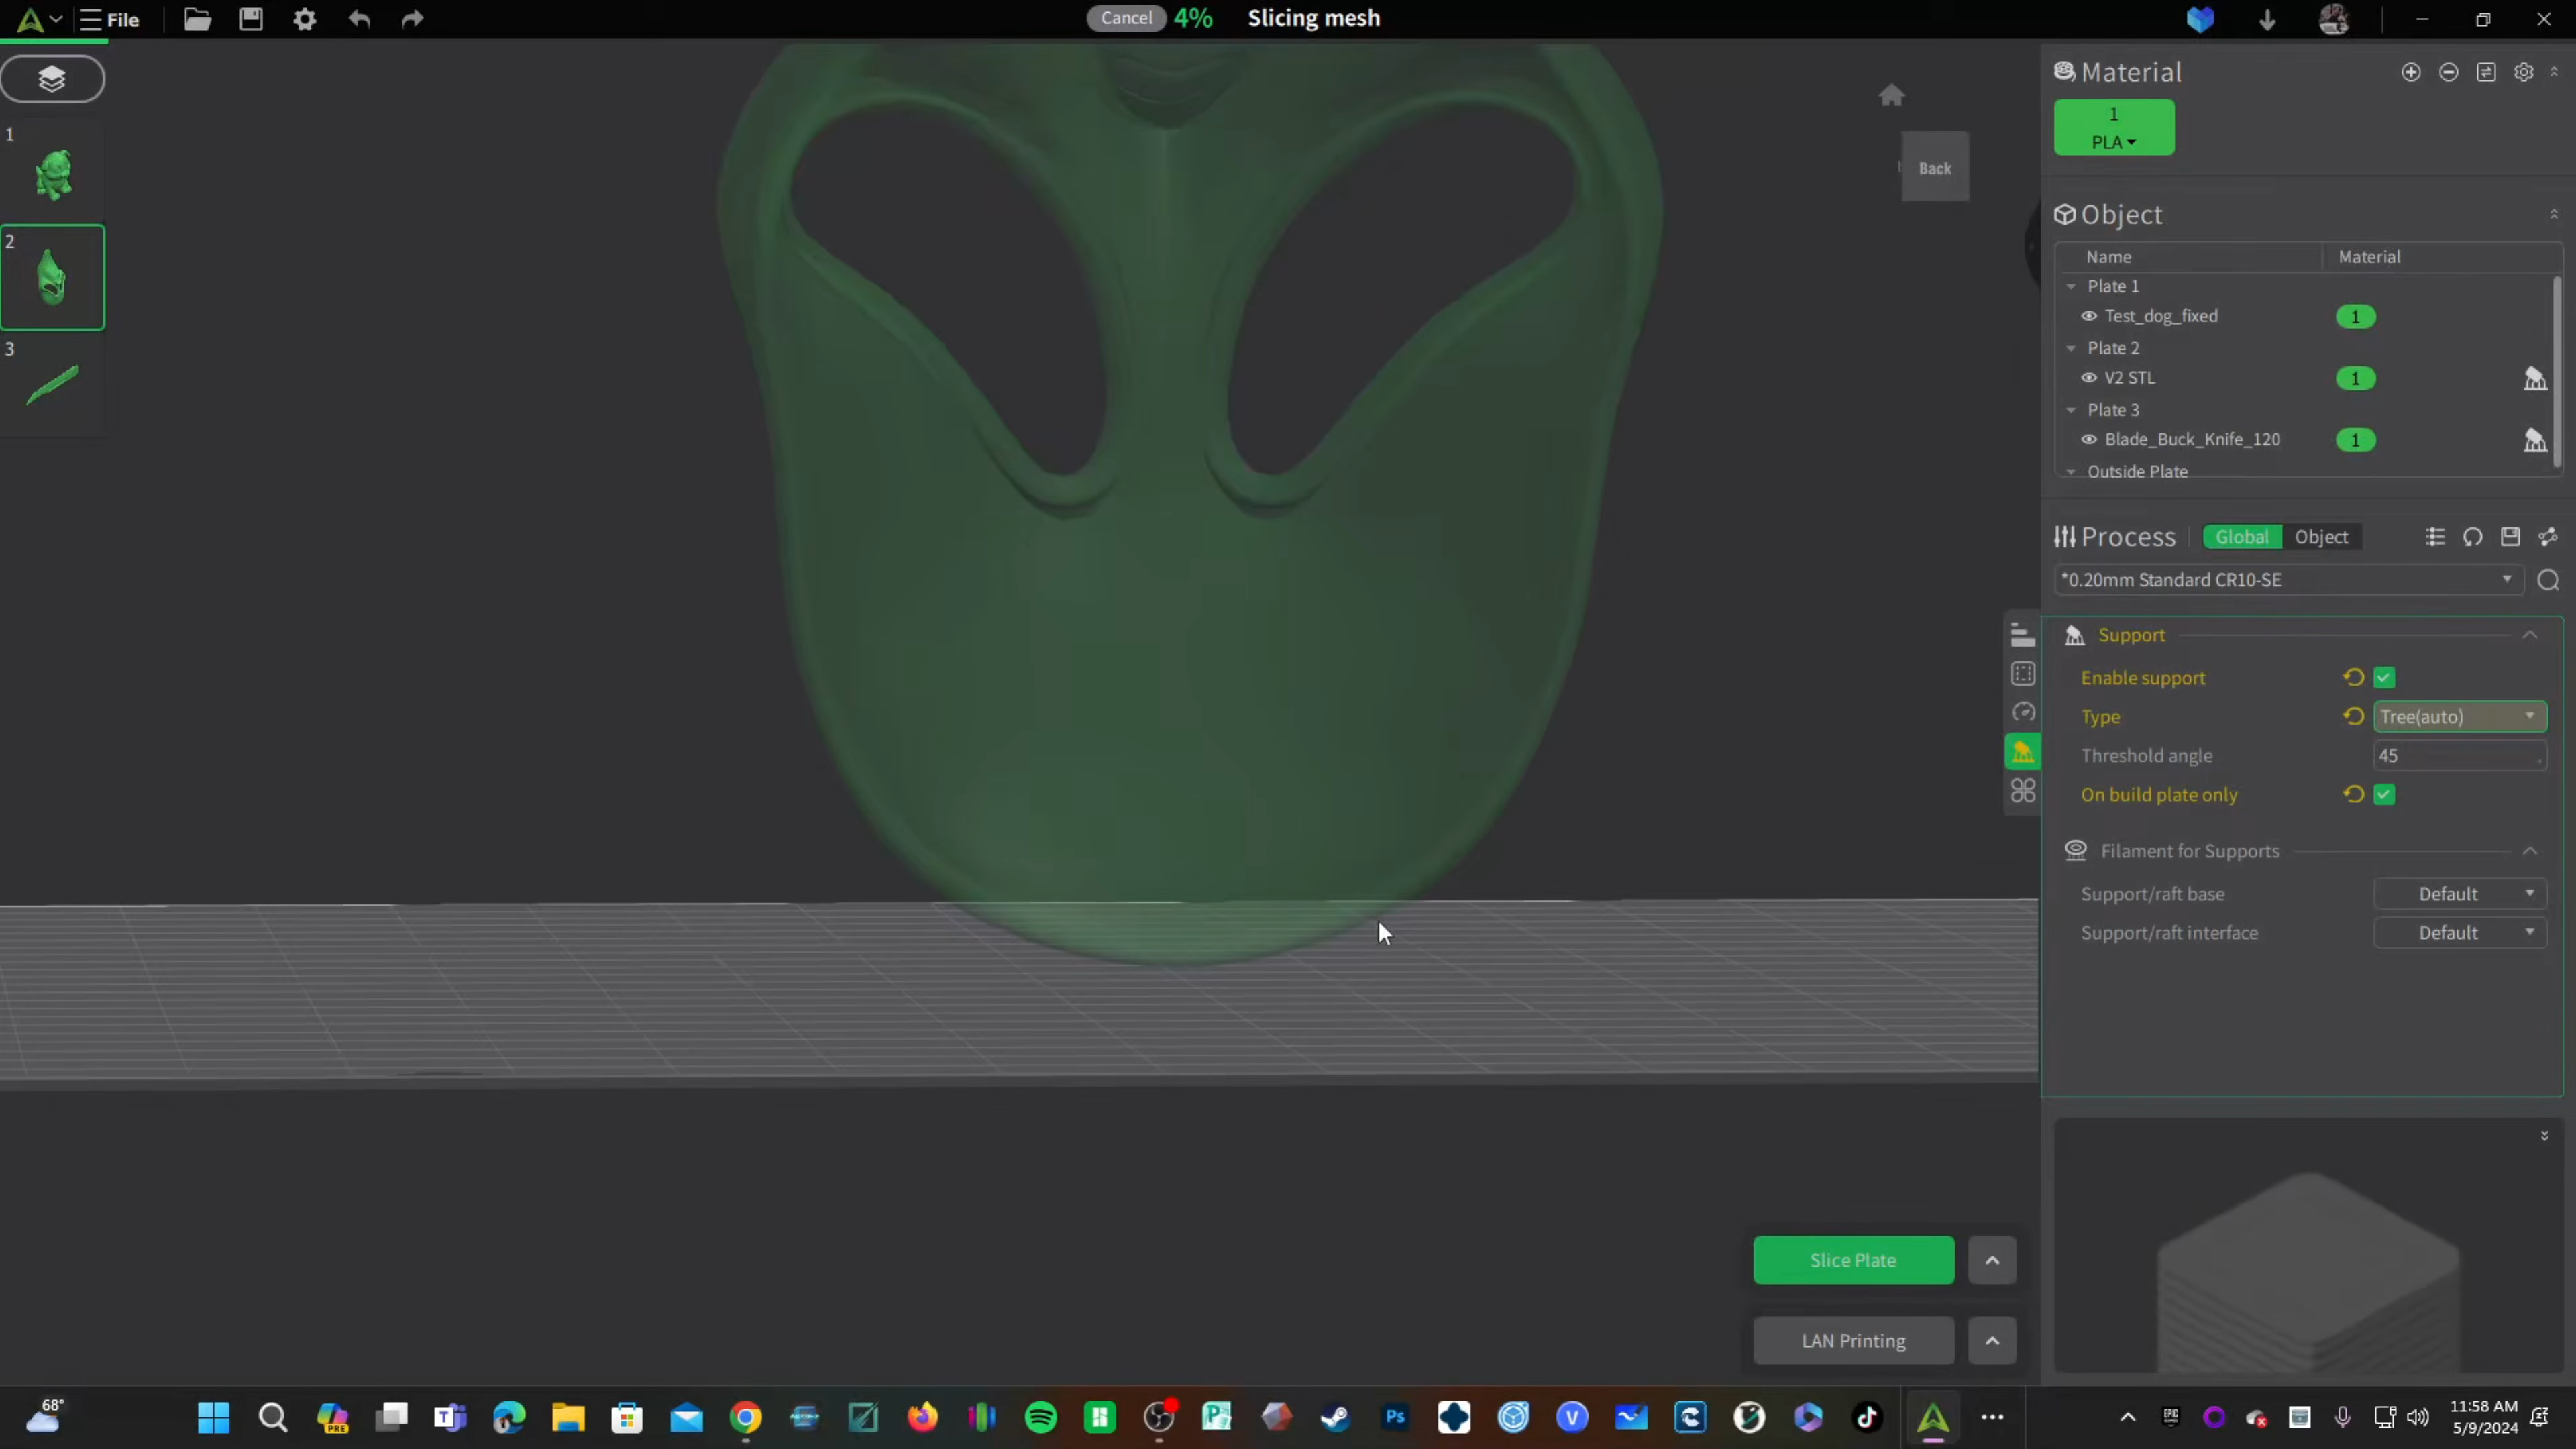 File
Cancel 4% Slicing mesh
1
2
3
Back
Material
1
PLA
Object
Name Material
Plate 1
Test_dog_fixed 1
Plate 2
V2 STL 1
Plate 3
Blade_Buck_Knife_120 1
Outside Plate
Process Global Object
*0.20mm Standard CR10-SE
Support
Enable support
Type Tree(auto)
Threshold angle 45
On build plate only
Filament for Supports
Support/raft base Default
Support/raft interface Default
Slice Plate
LAN Printing
68°
PRE
Ps
EPIC
11:58 AM
5/9/2024